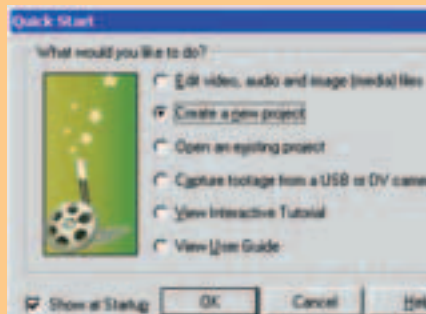 Quick Start
What would you like to do?
Edit video, audio and image (media) files
Create a new project
Open an existing project
Capture footage from a USB or DV came
View Interactive Tutorial
View User Guide
Show at Startup
OK
Cancel
Help